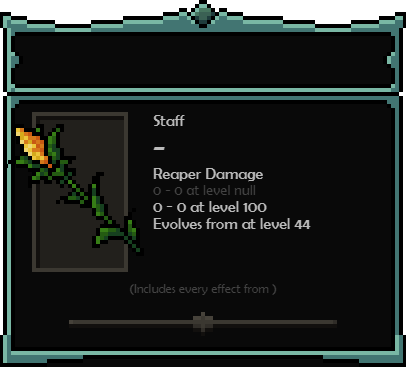 Staff
-
Reaper Damage
0 - 0 at level null
0 - 0 at level 100
Evolves from at level 44
(Includes every effect from )